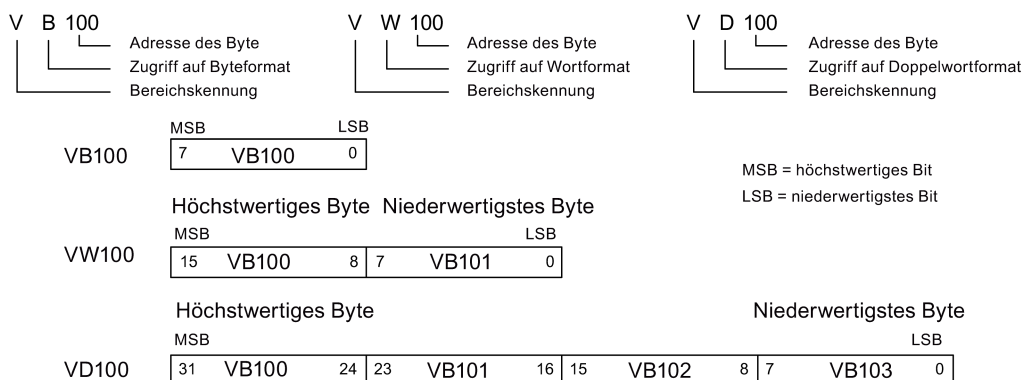 V B 100 V W 100 V D 100
Adresse des Byte Adresse des Byte Adresse des Byte
Zugriff auf Byteformat Zugriff auf Wortformat Zugriff auf Doppelwortformat
Bereichskennung Bereichskennung Bereichskennung
MSB LSB
VB100 7 VB100 0
MSB = höchstwertiges Bit
LSB = niederwertigstes Bit
Höchstwertiges Byte Niederwertigstes Byte
MSB LSB
VW100 15 VB100 8 7 VB101 0
Höchstwertiges Byte Niederwertigstes Byte
MSB LSB
VD100 31 VB100 24 23 VB101 16 15 VB102 8 7 VB103 0